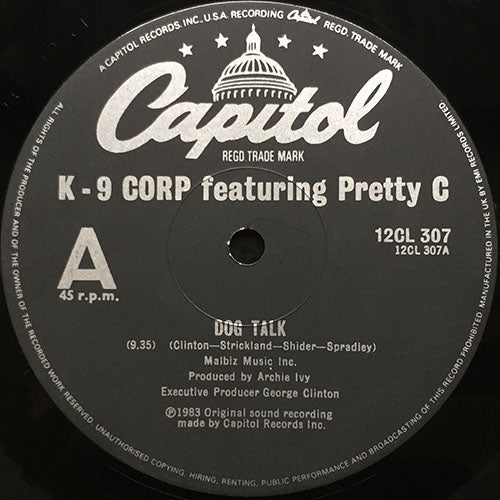 A CAPITOL RECORDS INC., U.S.A. RECORDING
CAPITOL REGD. TRADE MARK
Capitol
REGD TRADE MARK
K-9 CORP featuring Pretty C
A
45 r.p.m.
12CL 307
12CL 307A
DOG TALK
(9.35) (Clinton—Strickland—Shider—Spradley)
Malbiz Music Inc.
Produced by Archie Ivy
Executive Producer George Clinton
Ⓟ1983 Original sound recording
made by Capitol Records Inc.
MANUFACTURED IN THE UK BY EMI RECORDS LIMITED
ALL RIGHTS OF THE PRODUCER AND OF THE OWNER OF THE RECORDED WORK RESERVED. UNAUTHORISED COPYING, HIRING, RENTING, PUBLIC PERFORMANCE AND BROADCASTING OF THIS RECORD PROHIBITED